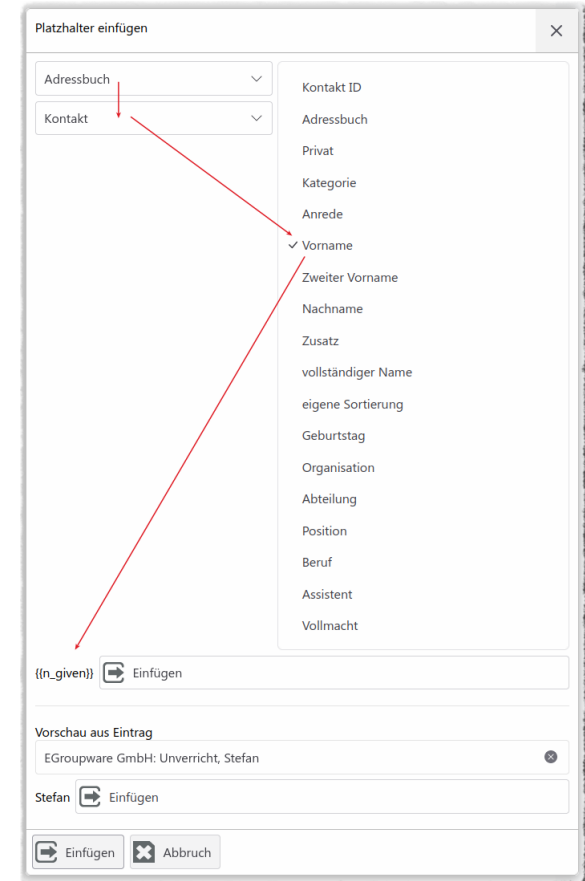 Platzhalter einfügen
Adressbuch
Kontakt
Kontakt ID
Adressbuch
Privat
Kategorie
Anrede
Vorname
Zweiter Vorname
Nachname
Zusatz
vollständiger Name
eigene Sortierung
Geburtstag
Organisation
Abteilung
Position
Beruf
Assistent
Vollmacht
{{n_given}} Einfügen
Vorschau aus Eintrag
EGroupware GmbH: Unverricht, Stefan
Stefan Einfügen
Einfügen Abbruch